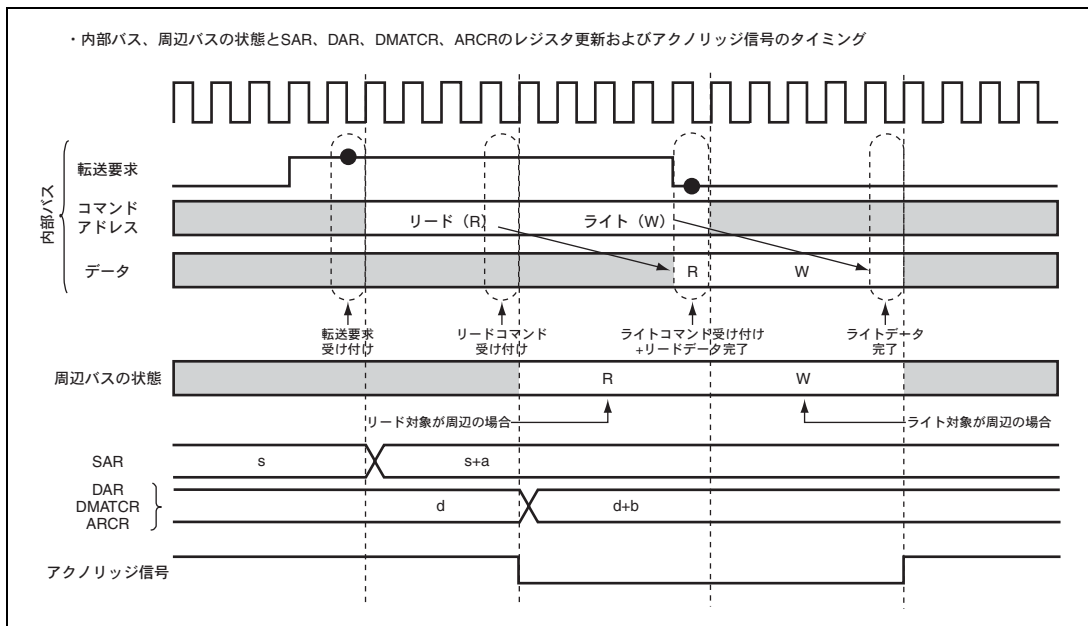 ・内部バス、周辺バスの状態とSAR、DAR、DMATCR、ARCRのレジスタ更新およびアクノリッジ信号のタイミング
内部バス
転送要求
コマンド
アドレス
リード（R）
ライト（W）
データ
R
W
転送要求
受け付け
リードコマンド
受け付け
ライトコマンド受け付け
+リードデータ完了
ライトデータ
完了
周辺バスの状態
R
W
リード対象が周辺の場合
ライト対象が周辺の場合
SAR
s
s+a
DAR
DMATCR
ARCR
d
d+b
アクノリッジ信号